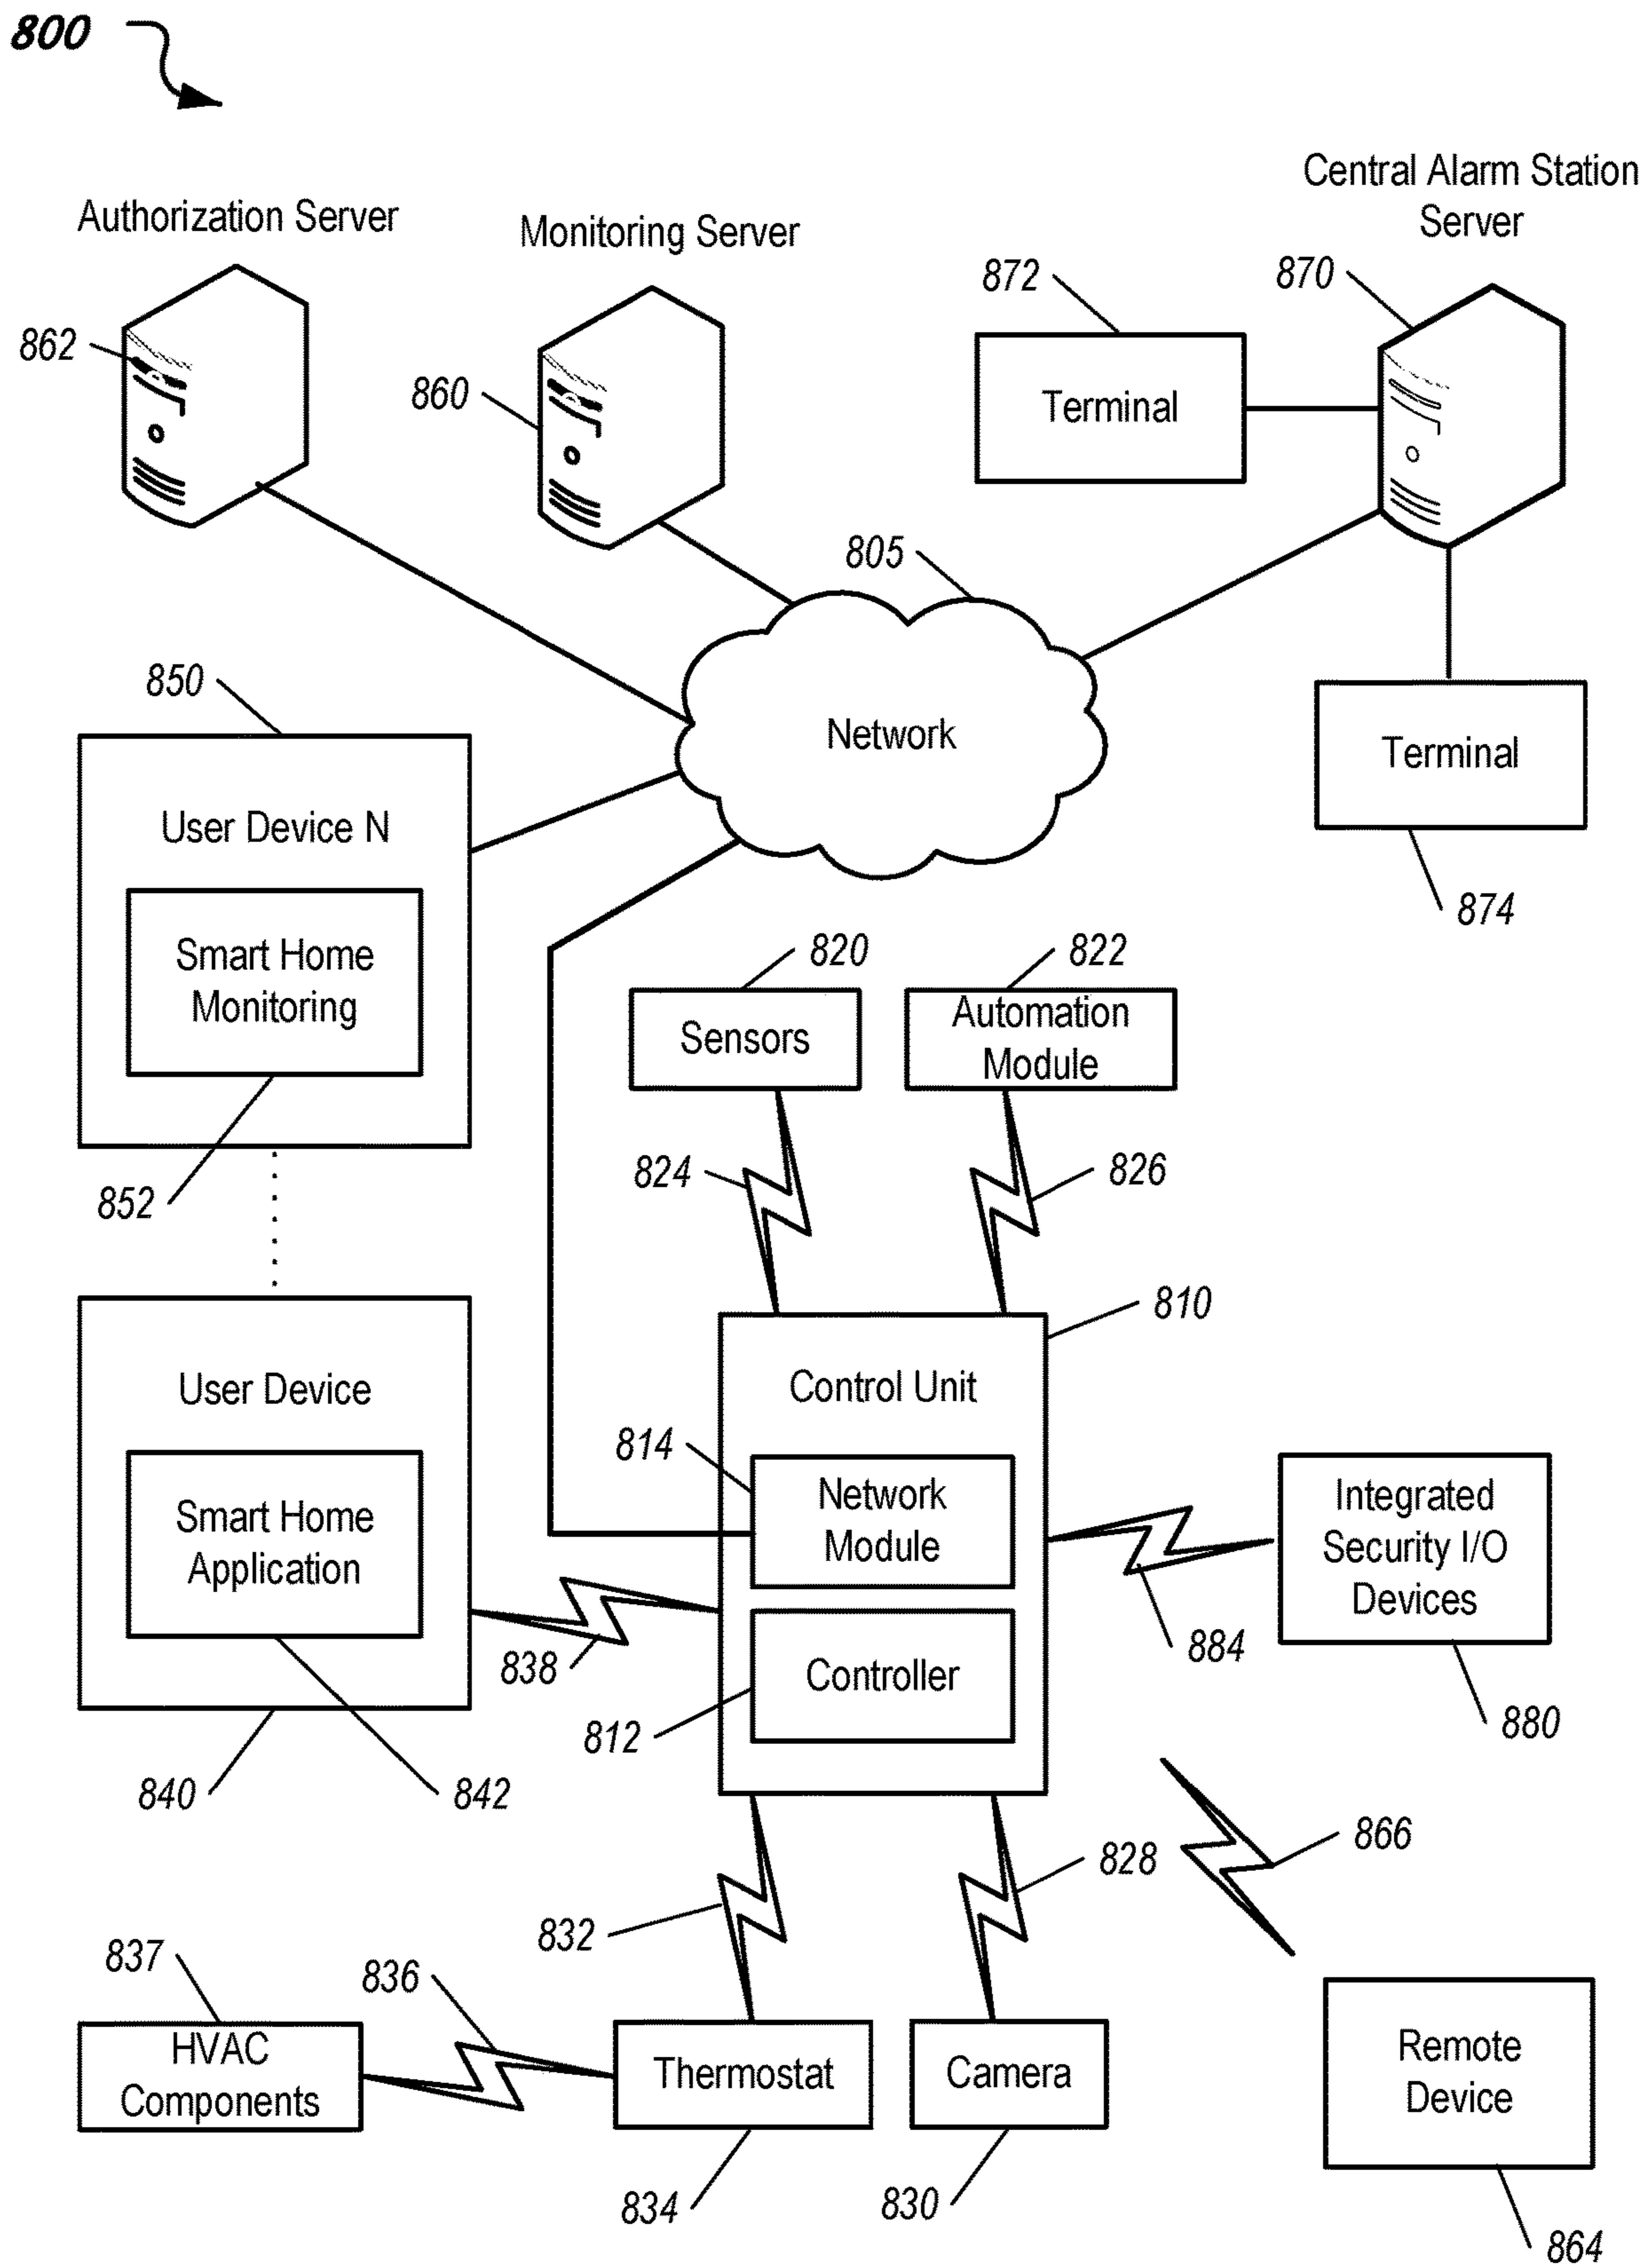 800
Authorization Server
862
Monitoring Server
860
Central Alarm Station
Server
870
872
Terminal
805
Network
Terminal
874
850
User Device N
Smart Home
Monitoring
852
820
Sensors
822
Automation
Module
824
826
810
Control Unit
814
Network
Module
Controller
812
User Device
Smart Home
Application
838
840
842
Integrated
Security I/O
Devices
884
880
866
828
832
837
836
HVAC
Components
Thermostat
834
Camera
830
Remote
Device
864